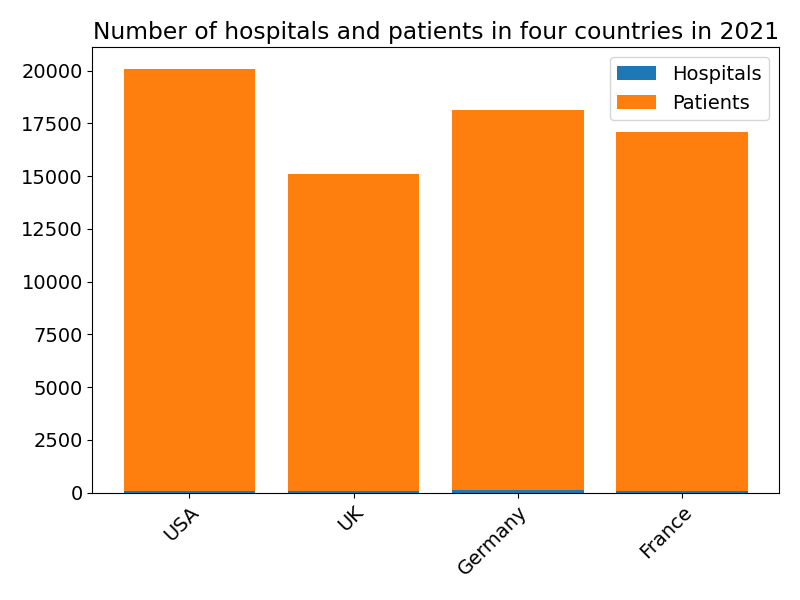 Number of hospitals and patients in four countries in 2021
Hospitals
Patients
20000
17500
15000
12500
10000
7500
5000
2500
0
USA
UK
Germany
France